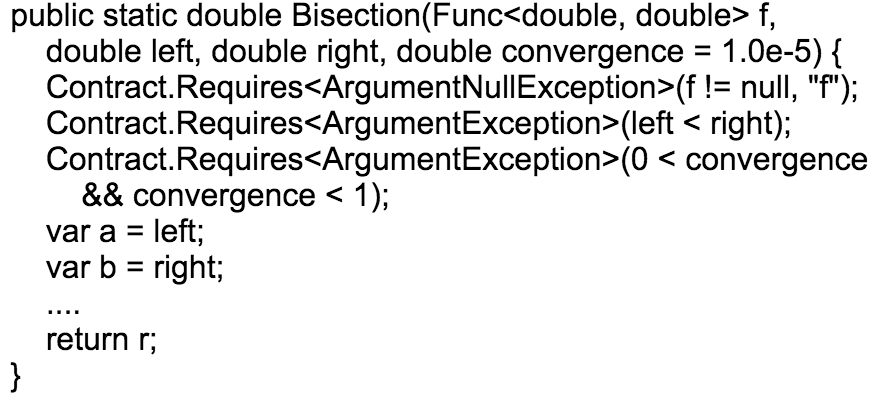 public static double Bisection(Func<double, double> f,
double left, double right, double convergence = 1.0e-5) {
Contract.Requires<ArgumentNullException>(f != null, "f");
Contract.Requires<ArgumentException>(left < right);
Contract.Requires<ArgumentException>(0 < convergence
&& convergence < 1);
var a = left;
var b = right;
....
return r;
}